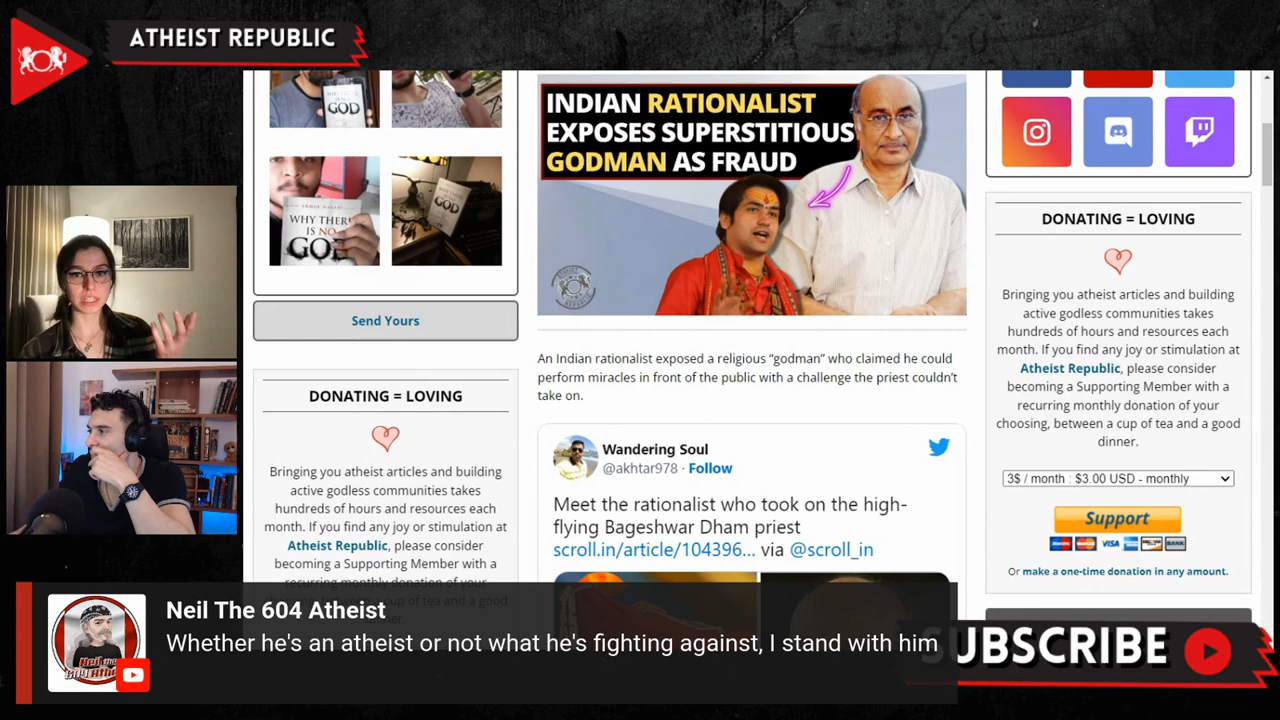 ATHEIST REPUBLIC
GOD
GOD
WHY THERE
IS NO
GOD
Send Yours
DONATING = LOVING
Bringing you atheist articles and building
active godless communities takes
hundreds of hours and resources each
month. If you find any joy or stimulation at
Atheist Republic, please consider
becoming a Supporting Member with a
recurring monthly donation of your
INDIAN RATIONALIST
EXPOSES SUPERSTITIOUS
GODMAN AS FRAUD
An Indian rationalist exposed a religious “godman” who claimed he could
perform miracles in front of the public with a challenge the priest couldn’t
take on.
Wandering Soul
@akhtar978 · Follow
Meet the rationalist who took on the high-
flying Bageshwar Dham priest
scroll.in/article/104396... via @scroll_in
DONATING = LOVING
Bringing you atheist articles and building
active godless communities takes
hundreds of hours and resources each
month. If you find any joy or stimulation at
Atheist Republic, please consider
becoming a Supporting Member with a
recurring monthly donation of your
choosing, between a cup of tea and a good
dinner.
3$ / month : $3.00 USD - monthly
Support
VISA
BANK
Or make a one-time donation in any amount.
Neil The 604 Atheist
Whether he's an atheist or not what he's fighting against, I stand with him
SUBSCRIBE